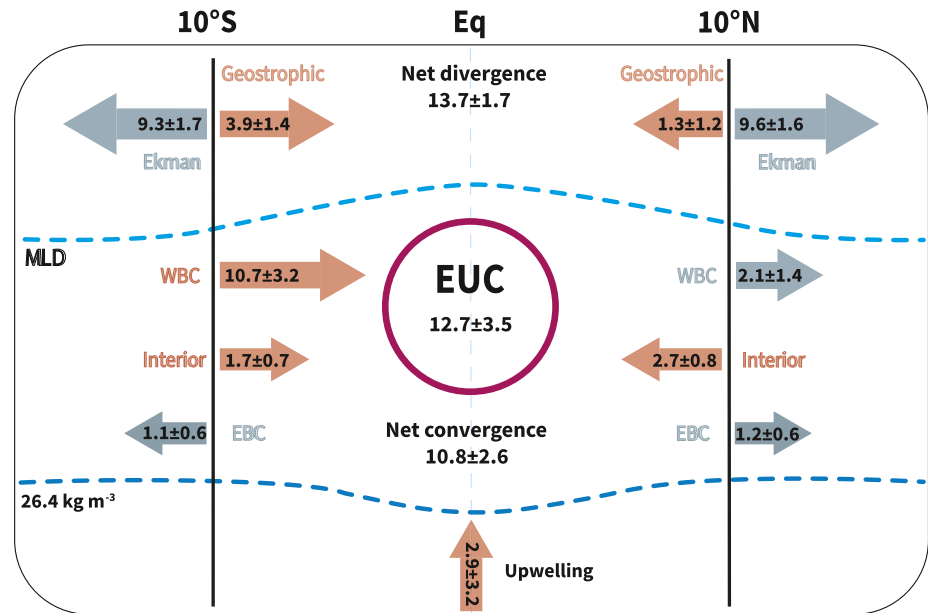 10°S
Eq
10°N
Geostrophic
Net divergence
13.7±1.7
Geostrophic
9.3±1.7
3.9±1.4
1.3±1.2
9.6±1.6
Ekman
Ekman
MLD
WBC
10.7±3.2
EUC
12.7±3.5
WBC
2.1±1.4
Interior
1.7±0.7
2.7±0.8
Interior
1.1±0.6
EBC
Net convergence
10.8±2.6
EBC
1.2±0.6
26.4 kg m⁻³
2.9±3.2
Upwelling